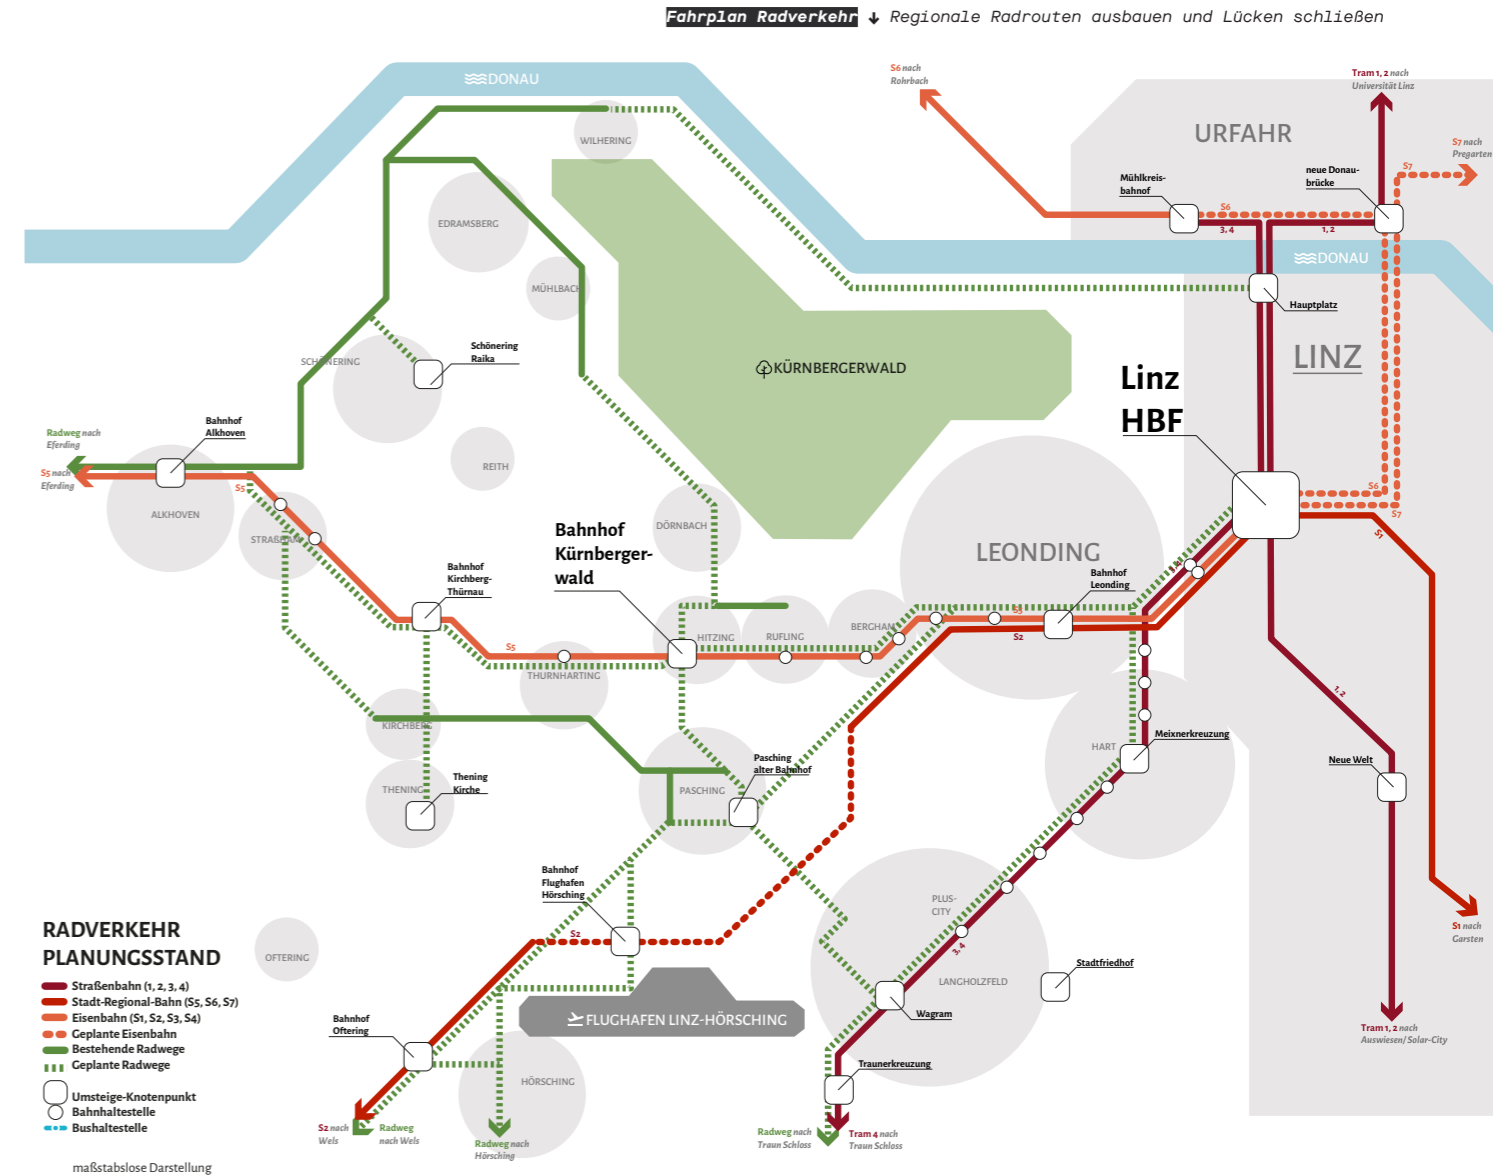 Fahrplan Radverkehr ↓ Regionale Radrouten ausbauen und Lücken schließen
DONAU
S6 nach
Rohrbach
Tram 1, 2 nach
Universität Linz
URFAHR
S7 nach
Pregarten
WILHERING
Mühlkreis-
bahnhof
neue Donau-
brücke
S7
S6
3, 4
1, 2
EDRAMSBERG
DONAU
MÜHLBACH
Hauptplatz
SCHÖNERING
Schönering
Raika
KÜRNBERGERWALD
LINZ
Linz
HBF
Bahnhof
Alkhoven
Radweg nach
Eferding
S5 nach
Eferding
S5
REITH
ALKHOVEN
STRAßHAM
DÖRNBACH
Bahnhof
Kürnberger-
wald
S6
S7
S1
LEONDING
Bahnhof
Leonding
Bahnhof
Kirchberg-
Thürnau
S5
S5
S2
HITZING
RUFLING
BERGHAM
THURNHARTING
KIRCHBERG
1, 2
HART
Meixnerkreuzung
Neue Welt
Pasching
alter Bahnhof
PASCHING
THENING
Thening
Kirche
Bahnhof
Flughafen
Hörsching
S2
PLUS-
CITY
3, 4
LANGHOLZFELD
Stadtfriedhof
Wagram
S1 nach
Garsten
OFTERING
FLUGHAFEN LINZ-HÖRSCHING
Bahnhof
Oftering
HÖRSCHING
Traunerkreuzung
Tram 1, 2 nach
Auswiesen/ Solar-City
S2 nach
Wels
Radweg
nach Wels
Radweg nach
Hörsching
Radweg nach
Traun Schloss
Tram 4 nach
Traun Schloss
RADVERKEHR
PLANUNGSSTAND
Straßenbahn (1, 2, 3, 4)
Stadt-Regional-Bahn (S5, S6, S7)
Eisenbahn (S1, S2, S3, S4)
Geplante Eisenbahn
Bestehende Radwege
Geplante Radwege
Umsteige-Knotenpunkt
Bahnhaltestelle
Bushaltestelle
maßstabslose Darstellung